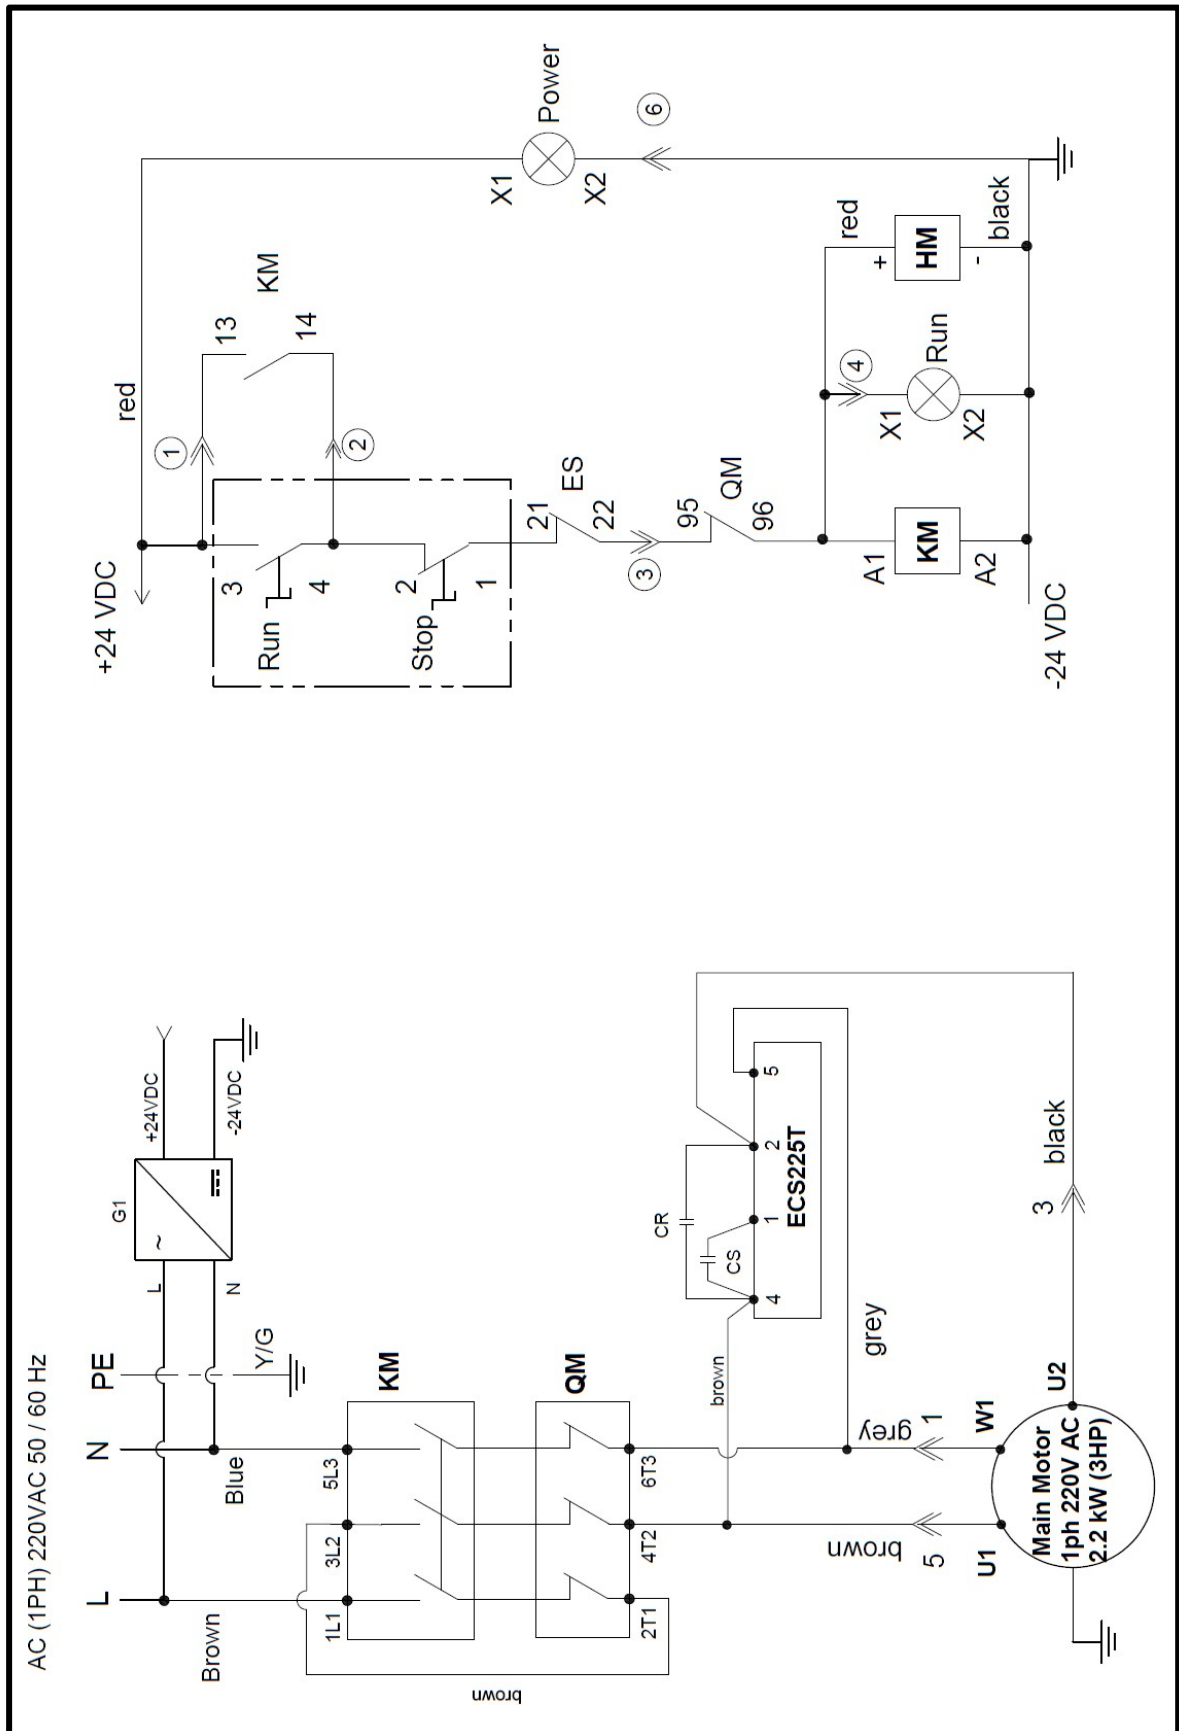 AC (1PH) 220VAC 50 / 60 Hz
L
N
PE
Brown
Blue
Y/G
L
N
G1
~
+24VDC
-24VDC
1L1
3L2
5L3
KM
2T1
4T2
6T3
QM
brown
brown
CR
CS
4
1
2
5
ECS225T
grey
brown
5
grey
1
3
black
U1
W1
U2
Main Motor
1ph 220V AC
2.2 kW (3HP)
+24 VDC
red
1
13
KM
14
2
Run
3
4
Stop
2
1
21
ES
22
3
95
QM
96
A1
KM
A2
-24 VDC
4
X1
Run
X2
red
+
HM
-
black
X1
Power
X2
6